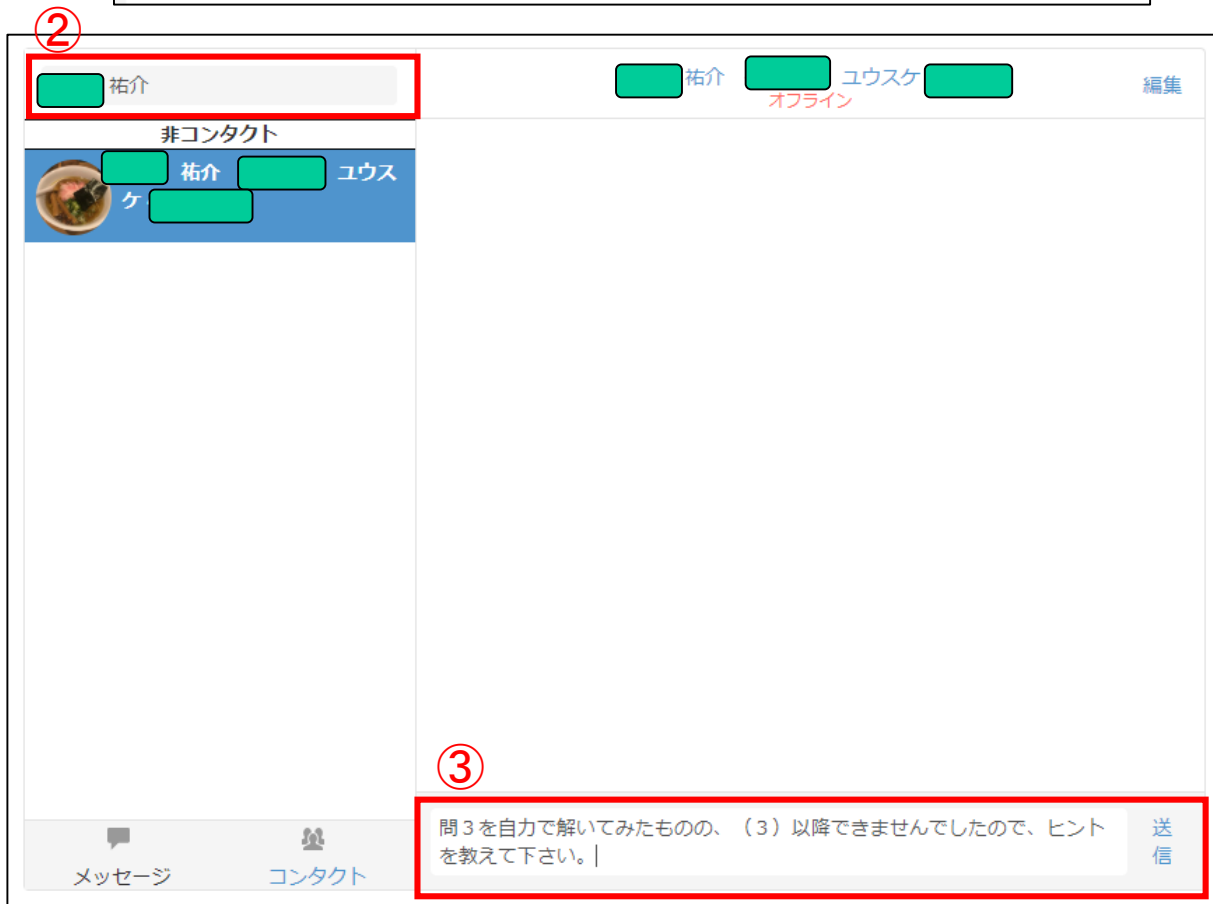 ②
祐介
祐介 ユウスケ
オフライン
編集
非コンタクト
祐介 ユウス
ケ
③
問３を自力で解いてみたものの、（３）以降できませんでしたので、ヒント
を教えて下さい。
送
信
メッセージ
コンタクト